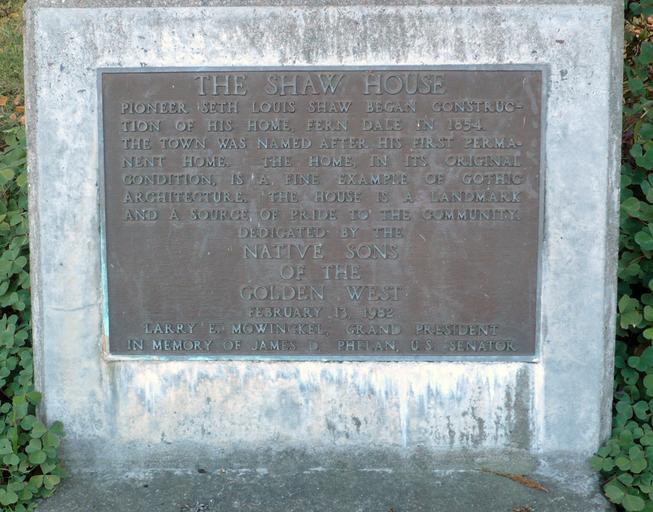 THE SHAW HOUSE
PIONEER SETH LOUIS SHAW BEGAN CONSTRUC-
TION OF HIS HOME, FERN DALE IN 1854.
THE TOWN WAS NAMED AFTER HIS FIRST PERMA-
NENT HOME. THE HOME, IN ITS ORIGINAL
CONDITION, IS A FINE EXAMPLE OF GOTHIC
ARCHITECTURE. THE HOUSE IS A LANDMARK
AND A SOURCE OF PRIDE TO THE COMMUNITY.
DEDICATED BY THE
NATIVE SONS
OF THE
GOLDEN WEST
FEBRUARY 13, 1982
LARRY E. MOWINCKEL, GRAND PRESIDENT
IN MEMORY OF JAMES D. PHELAN, U.S. SENATOR